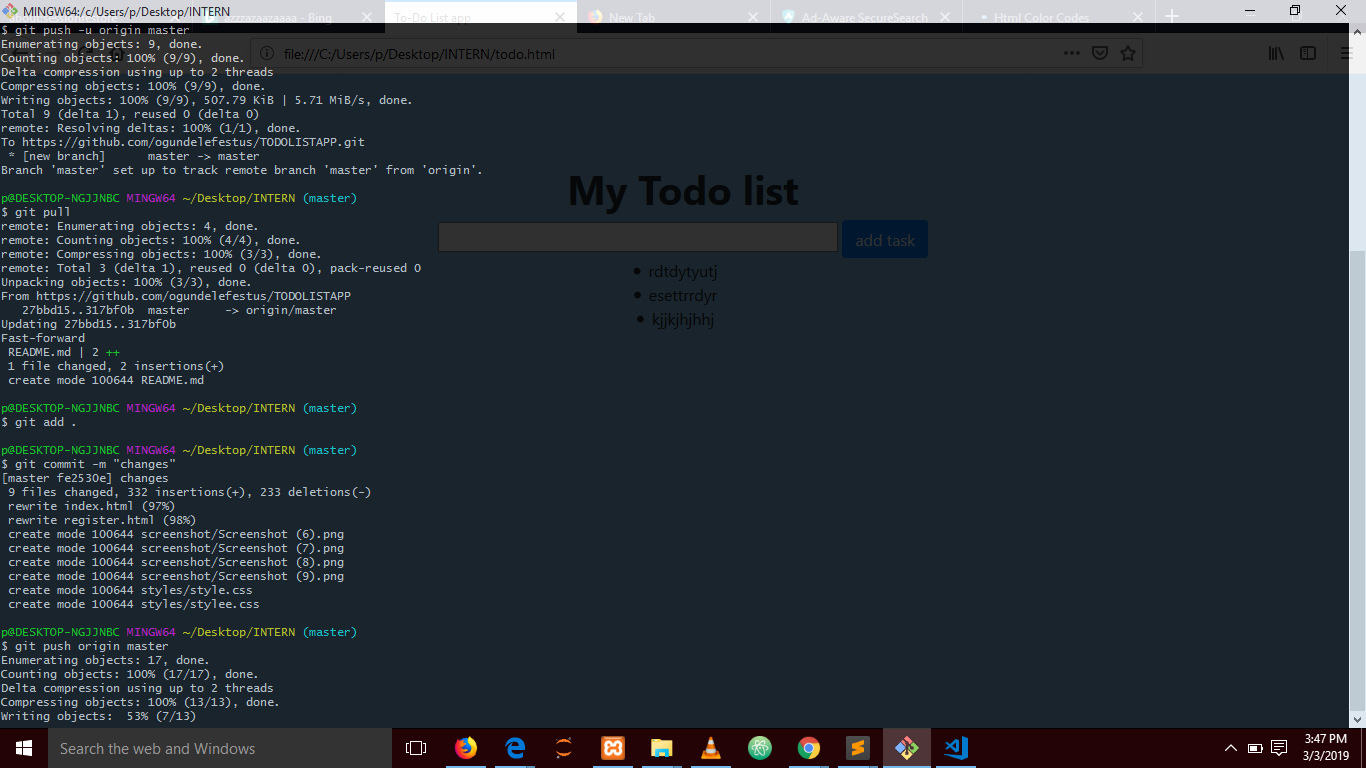 MINGW64:/c/Users/p/Desktop/INTERN
- Bing
To-Do List app
New Tab
Ad-Aware SecureSearch
Html Color Codes
file:///C:/Users/p/Desktop/INTERN/todo.html
$ git push -u origin master
Enumerating objects: 9, done.
Counting objects: 100% (9/9), done.
Delta compression using up to 2 threads
Compressing objects: 100% (9/9), done.
Writing objects: 100% (9/9), 507.79 KiB | 5.71 MiB/s, done.
Total 9 (delta 1), reused 0 (delta 0)
remote: Resolving deltas: 100% (1/1), done.
To https://github.com/ogundelefestus/TODOLISTAPP.git
* [new branch]      master -> master
Branch 'master' set up to track remote branch 'master' from 'origin'.
p@DESKTOP-NGJJNBC MINGW64 ~/Desktop/INTERN (master)
$ git pull
remote: Enumerating objects: 4, done.
remote: Counting objects: 100% (4/4), done.
remote: Compressing objects: 100% (3/3), done.
remote: Total 3 (delta 1), reused 0 (delta 0), pack-reused 0
Unpacking objects: 100% (3/3), done.
From https://github.com/ogundelefestus/TODOLISTAPP
27bbd15..317bf0b  master     -> origin/master
Updating 27bbd15..317bf0b
Fast-forward
README.md | 2 ++
1 file changed, 2 insertions(+)
create mode 100644 README.md
p@DESKTOP-NGJJNBC MINGW64 ~/Desktop/INTERN (master)
$ git add .
p@DESKTOP-NGJJNBC MINGW64 ~/Desktop/INTERN (master)
$ git commit -m "changes"
[master fe2530e] changes
9 files changed, 332 insertions(+), 233 deletions(-)
rewrite index.html (97%)
rewrite register.html (98%)
create mode 100644 screenshot/Screenshot (6).png
create mode 100644 screenshot/Screenshot (7).png
create mode 100644 screenshot/Screenshot (8).png
create mode 100644 screenshot/Screenshot (9).png
create mode 100644 styles/style.css
create mode 100644 styles/stylee.css
p@DESKTOP-NGJJNBC MINGW64 ~/Desktop/INTERN (master)
$ git push origin master
Enumerating objects: 17, done.
Counting objects: 100% (17/17), done.
Delta compression using up to 2 threads
Compressing objects: 100% (13/13), done.
Writing objects:  53% (7/13)
My Todo list
add task
rdtdytyutj
esettrrdyr
kjjkjhjhhj
Search the web and Windows
3:47 PM
3/3/2019